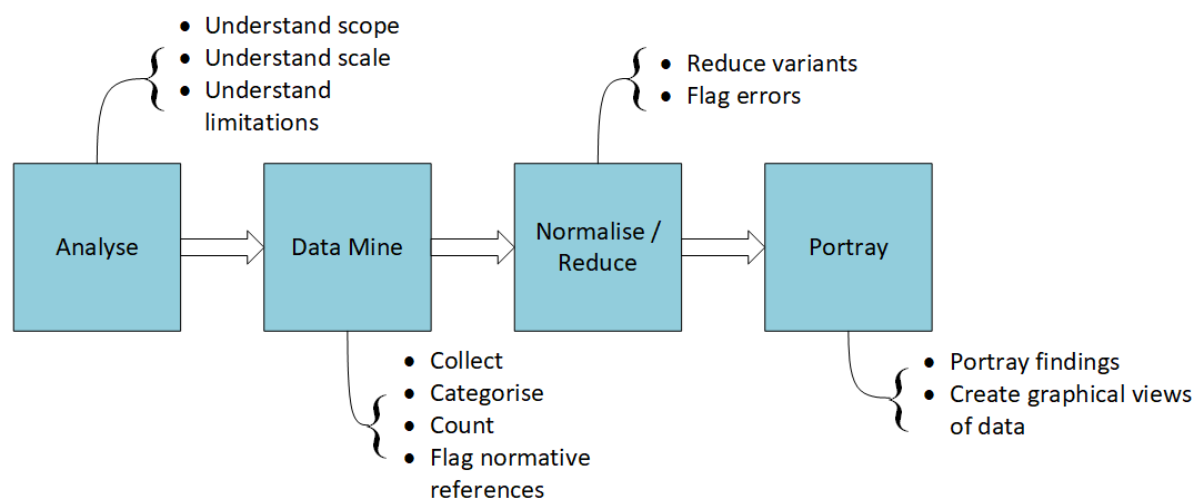 ● Understand scope
● Understand scale
● Understand
limitations
● Reduce variants
● Flag errors
Analyse
Data Mine
Normalise /
Reduce
Portray
● Collect
● Categorise
● Count
● Flag normative
references
● Portray findings
● Create graphical views
of data